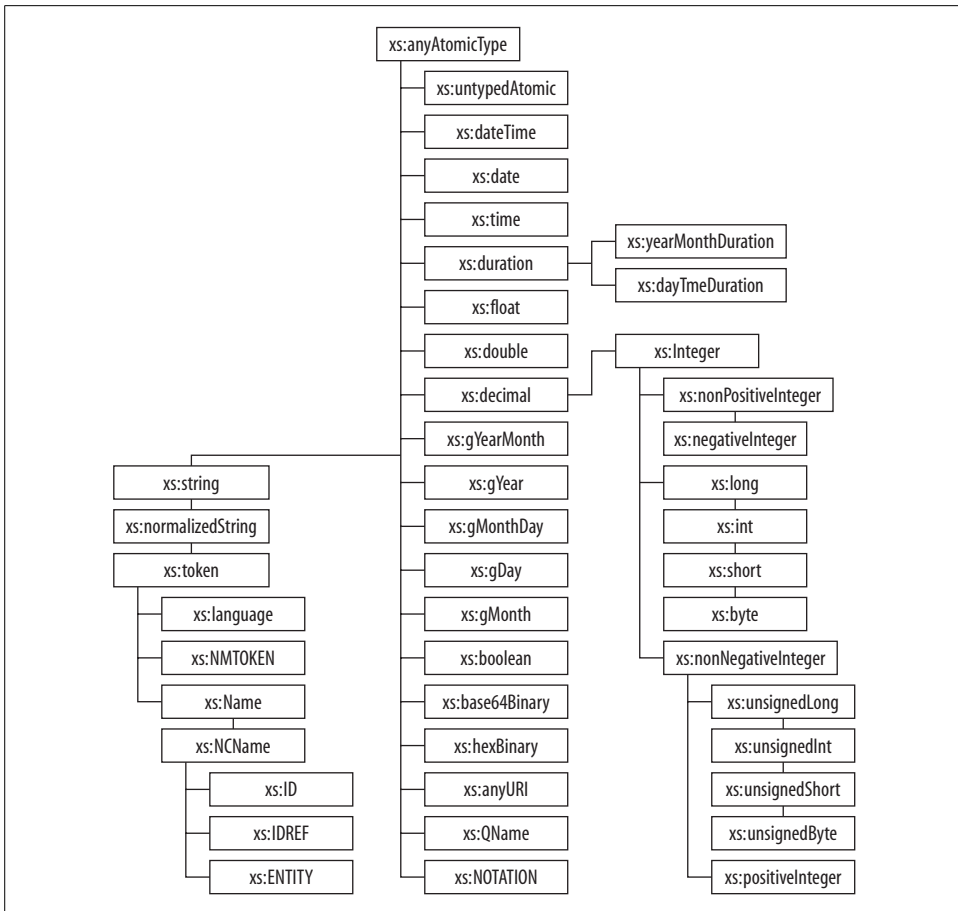 xs:anyAtomicType
xs:untypedAtomic
xs:dateTime
xs:date
xs:time
xs:duration
xs:yearMonthDuration
xs:dayTmeDuration
xs:float
xs:double
xs:Integer
xs:decimal
xs:nonPositiveInteger
xs:negativeInteger
xs:long
xs:int
xs:short
xs:byte
xs:nonNegativeInteger
xs:unsignedLong
xs:unsignedInt
xs:unsignedShort
xs:unsignedByte
xs:positiveInteger
xs:gYearMonth
xs:string
xs:normalizedString
xs:token
xs:language
xs:NMTOKEN
xs:Name
xs:NCName
xs:ID
xs:IDREF
xs:ENTITY
xs:gYear
xs:gMonthDay
xs:gDay
xs:gMonth
xs:boolean
xs:base64Binary
xs:hexBinary
xs:anyURI
xs:QName
xs:NOTATION